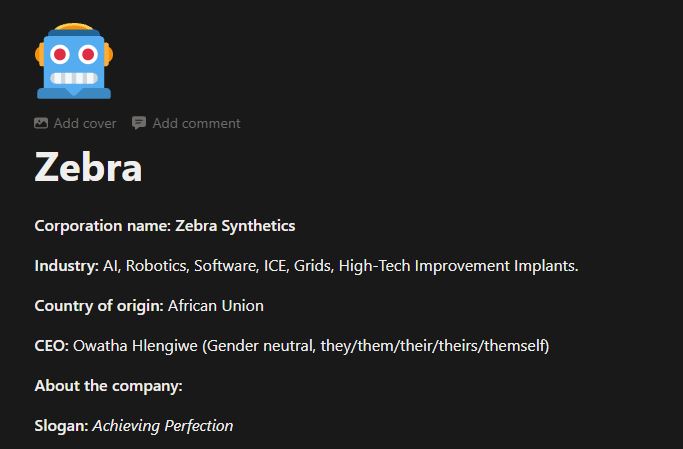 Add cover Add comment
Zebra
Corporation name: Zebra Synthetics
Industry: AI, Robotics, Software, ICE, Grids, High-Tech Improvement Implants.
Country of origin: African Union
CEO: Owatha Hlengiwe (Gender neutral, they/them/their/theirs/themself)
About the company:
Slogan: Achieving Perfection